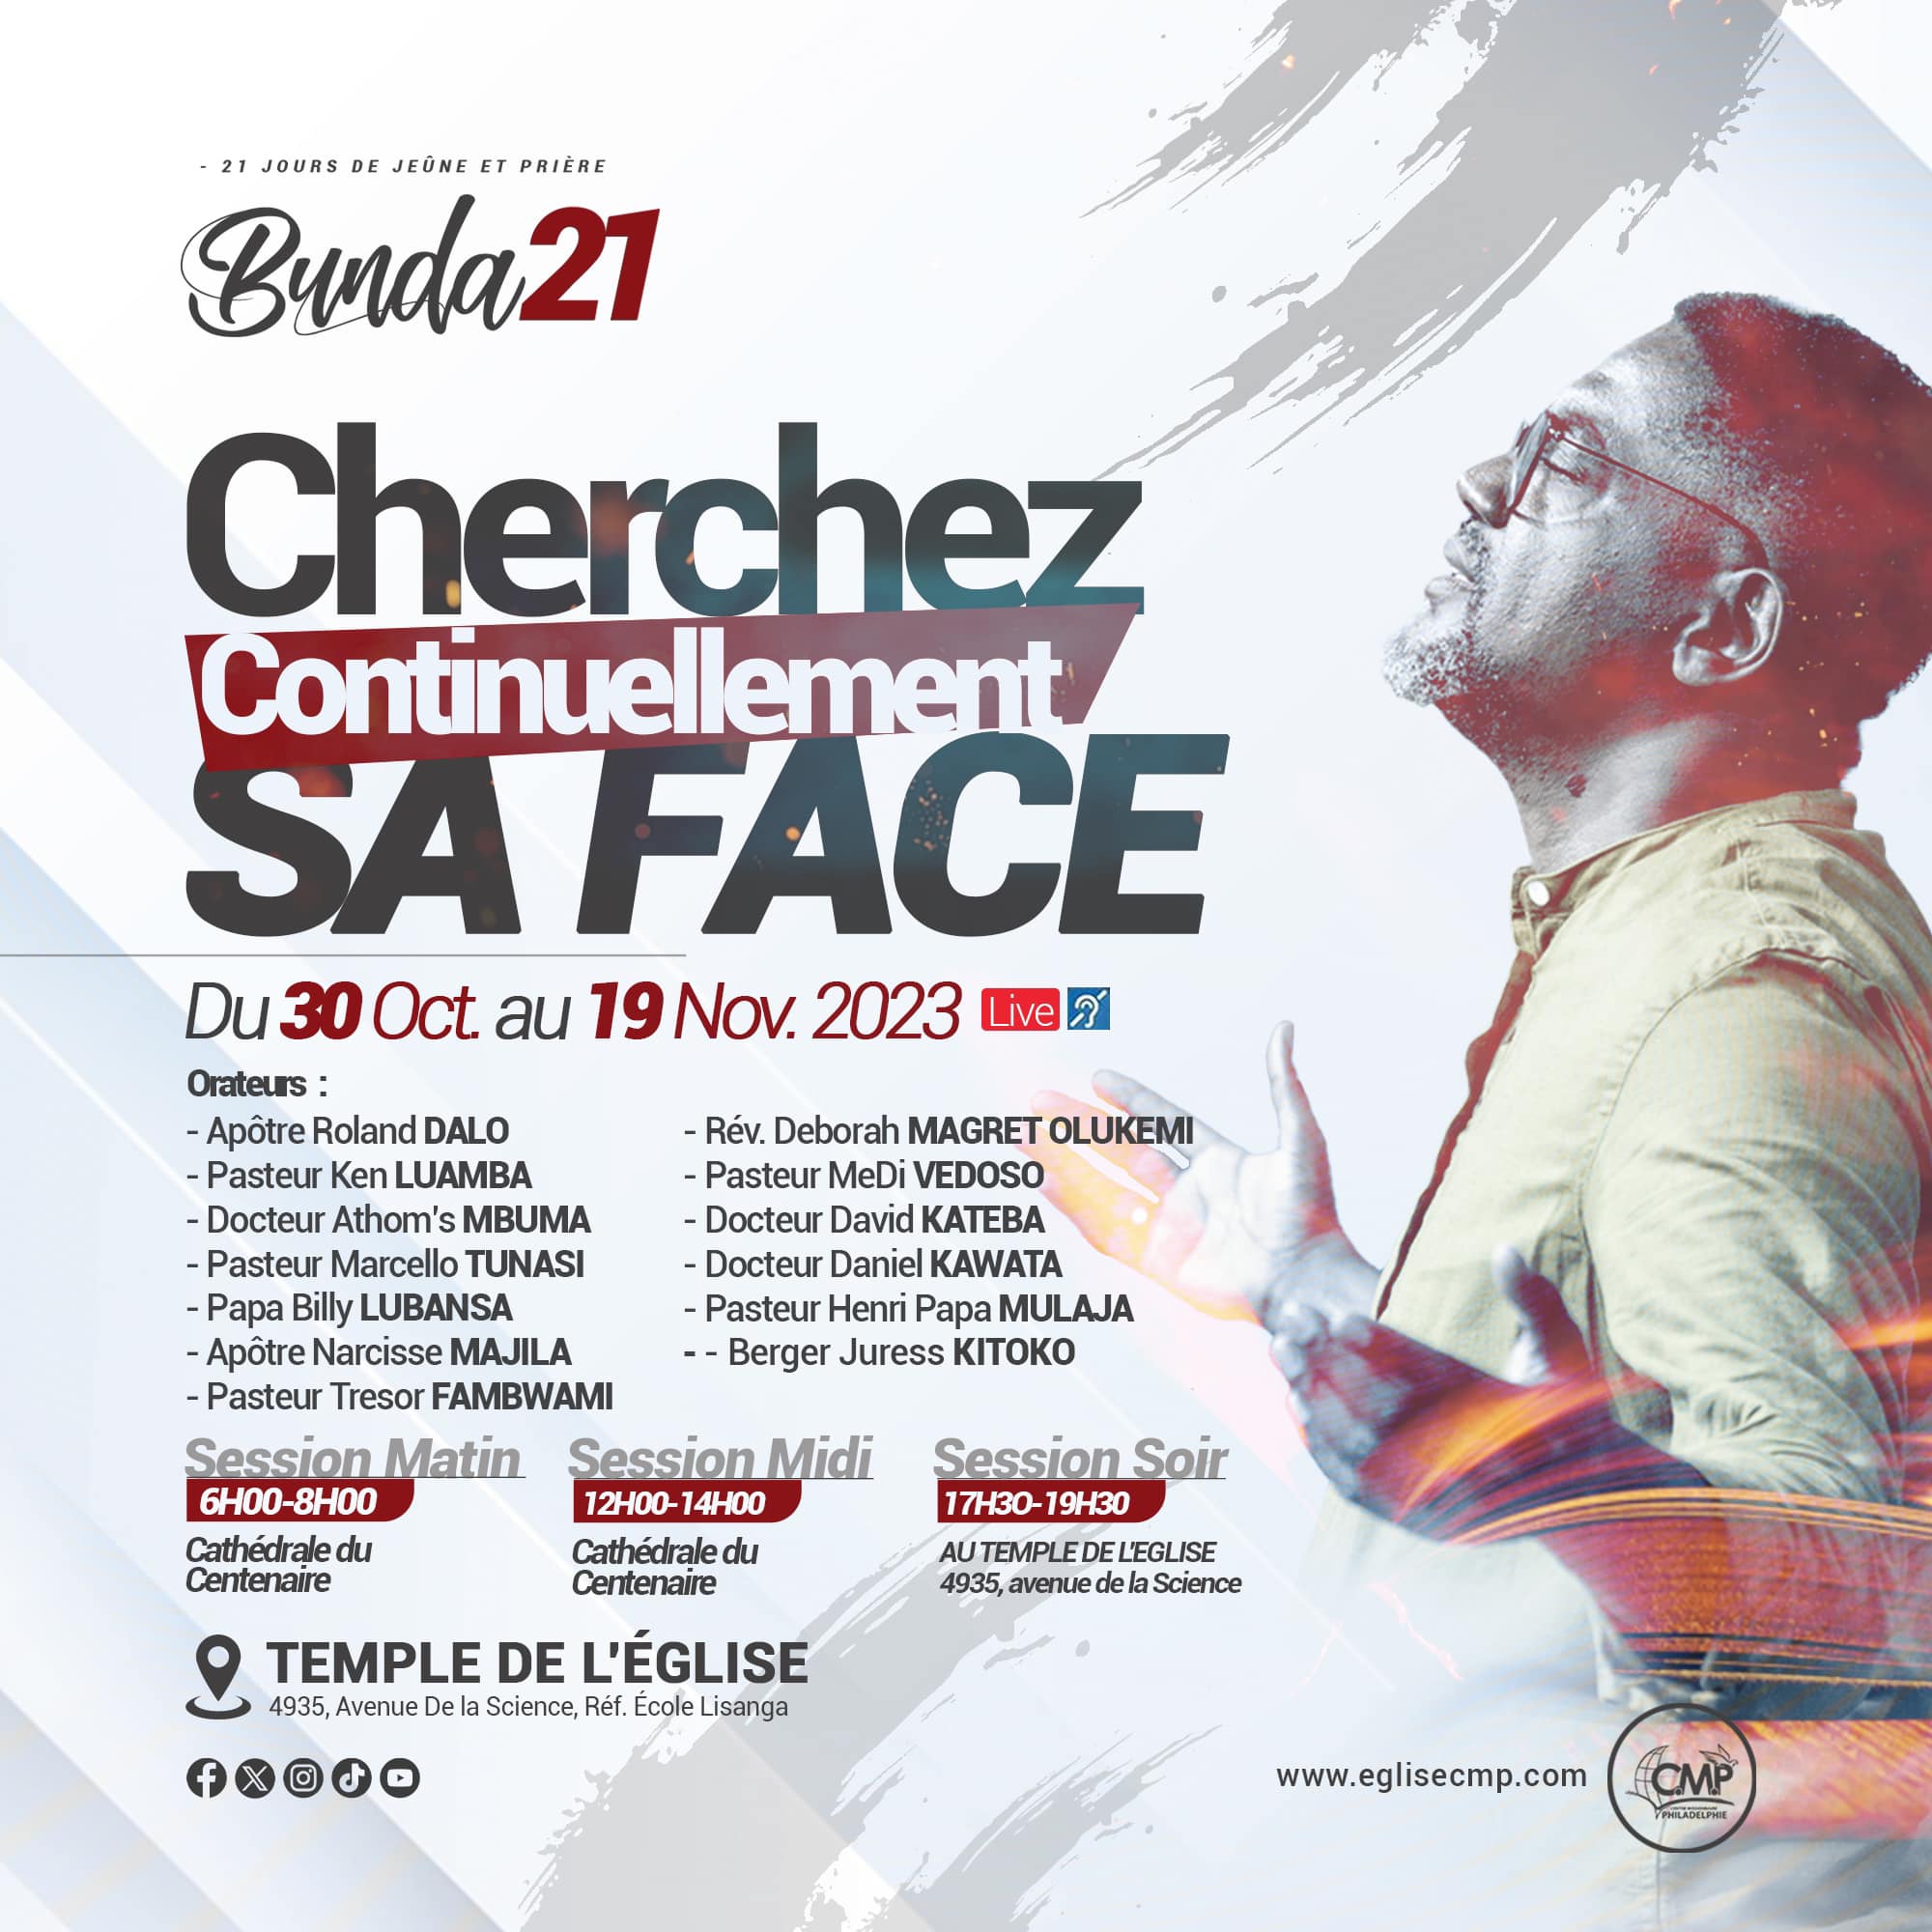 - 21 JOURS DE JEÛNE ET PRIÈRE
Bunda21
Cherchez
Continuellement
SA FACE
Du 30 Oct. au 19 Nov. 2023 Live
Orateurs :
- Apôtre Roland DALO
- Pasteur Ken LUAMBA
- Docteur Athom's MBUMA
- Pasteur Marcello TUNASI
- Papa Billy LUBANSA
- Apôtre Narcisse MAJILA
- Pasteur Tresor FAMBWAMI
- Rév. Deborah MAGRET OLUKEMI
- Pasteur MeDi VEDOSO
- Docteur David KATEBA
- Docteur Daniel KAWATA
- Pasteur Henri Papa MULAJA
- - Berger Juress KITOKO
Session Matin
6H00-8H00
Cathédrale du
Centenaire
Session Midi
12H00-14H00
Cathédrale du
Centenaire
Session Soir
17H3O-19H30
AU TEMPLE DE L'EGLISE
4935, avenue de la Science
TEMPLE DE L'ÉGLISE
4935, Avenue De la Science, Réf. École Lisanga
www.eglisecmp.com
C.M.P
CENTRE MISSIONNAIRE
PHILADELPHIE